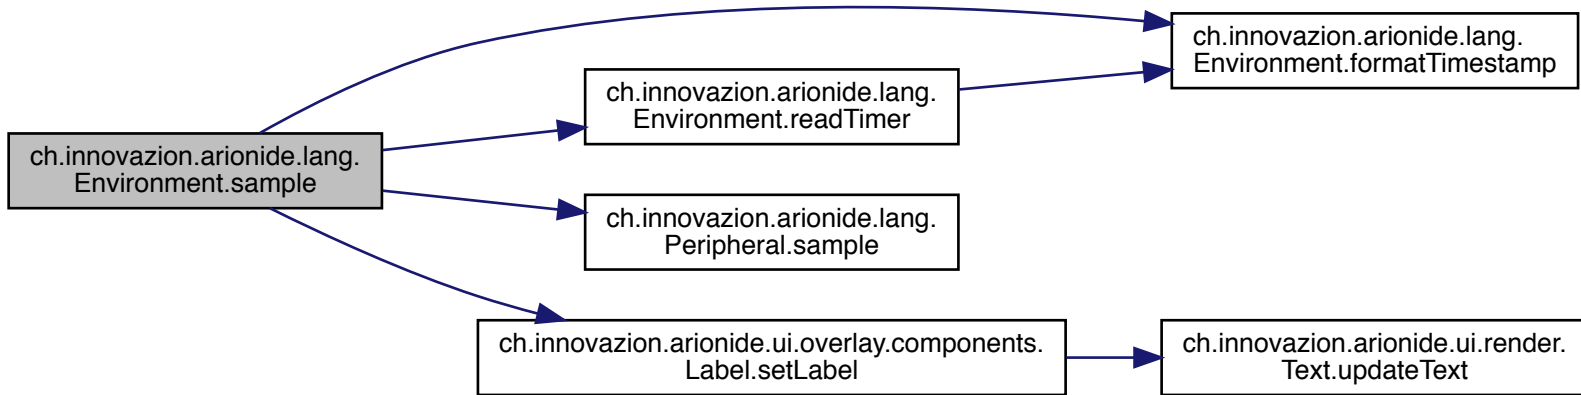 ch.innovazion.arionide.lang.
Environment.sample
ch.innovazion.arionide.lang.
Environment.readTimer
ch.innovazion.arionide.lang.
Environment.formatTimestamp
ch.innovazion.arionide.lang.
Peripheral.sample
ch.innovazion.arionide.ui.overlay.components.
Label.setLabel
ch.innovazion.arionide.ui.render.
Text.updateText